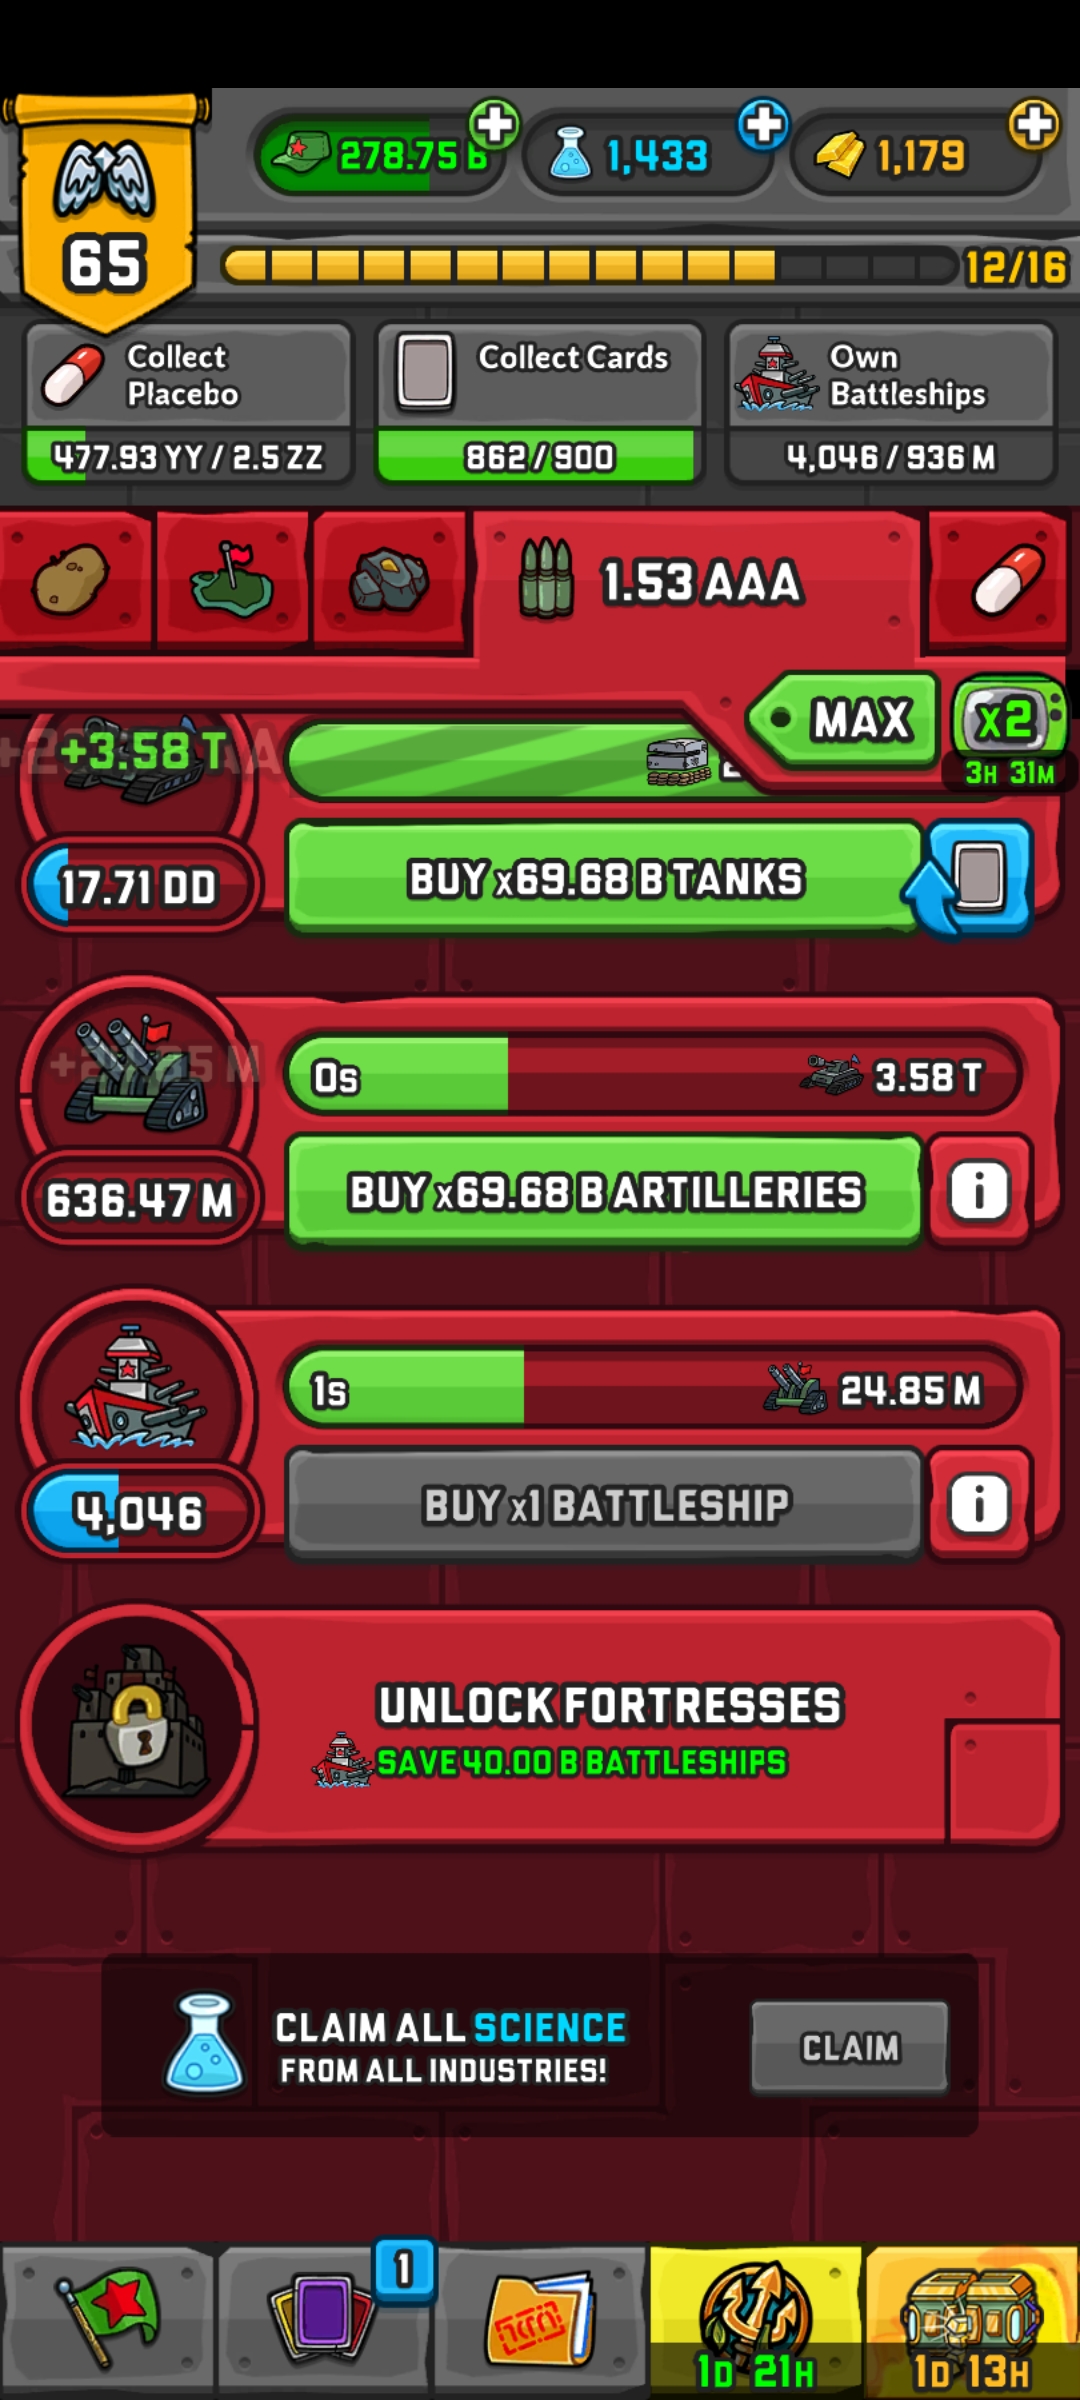 278.75 B
1,433
1,179
65
12/16
Collect
Placebo
477.93 YY / 2.5 ZZ
Collect Cards
862/900
Own
Battleships
4,046 / 936 M
1.53 AAA
MAX
x2
3H 31M
+3.58 T
17.71 DD
BUY x69.68 B TANKS
0s
3.58 T
636.47 M
BUY x69.68 B ARTILLERIES
1s
24.85 M
4,046
BUY x1 BATTLESHIP
UNLOCK FORTRESSES
SAVE 40.00 B BATTLESHIPS
CLAIM ALL SCIENCE
FROM ALL INDUSTRIES!
CLAIM
1
1D 21H
1D 13H